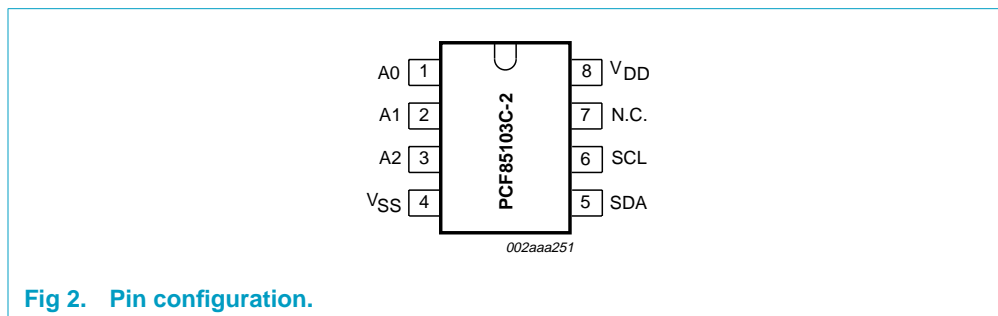 A0 1 8 VDD
A1 2 7 N.C.
A2 3 6 SCL
VSS 4 5 SDA
PCF85103C-2
002aaa251
Fig 2. Pin configuration.